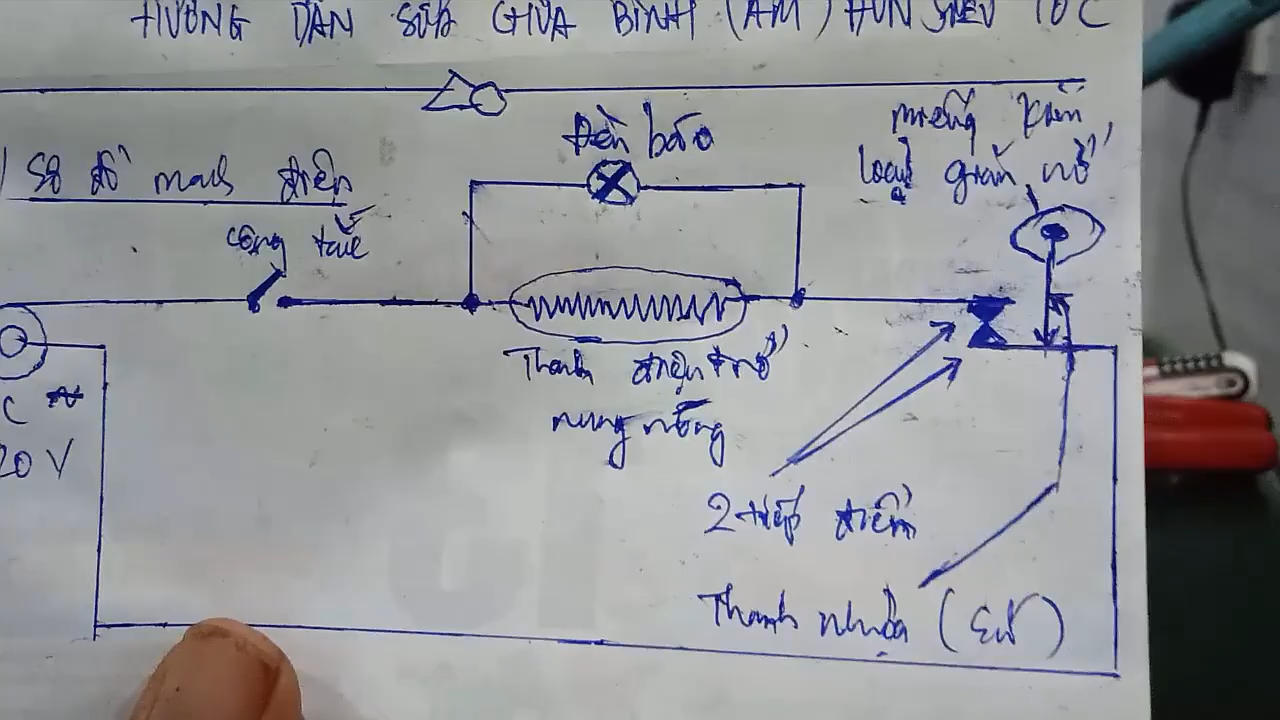 HƯỚNG DẪN SỬA CHỮA BÌNH (ẤM) ĐUN SIÊU TỐC
Đèn báo
miếng kim
loại giãn nở
Sơ đồ mạch điện
công tắc
Thanh điện trở
nung nóng
C ~
20 V
2 tiếp điểm
Thanh nhựa (sứ)